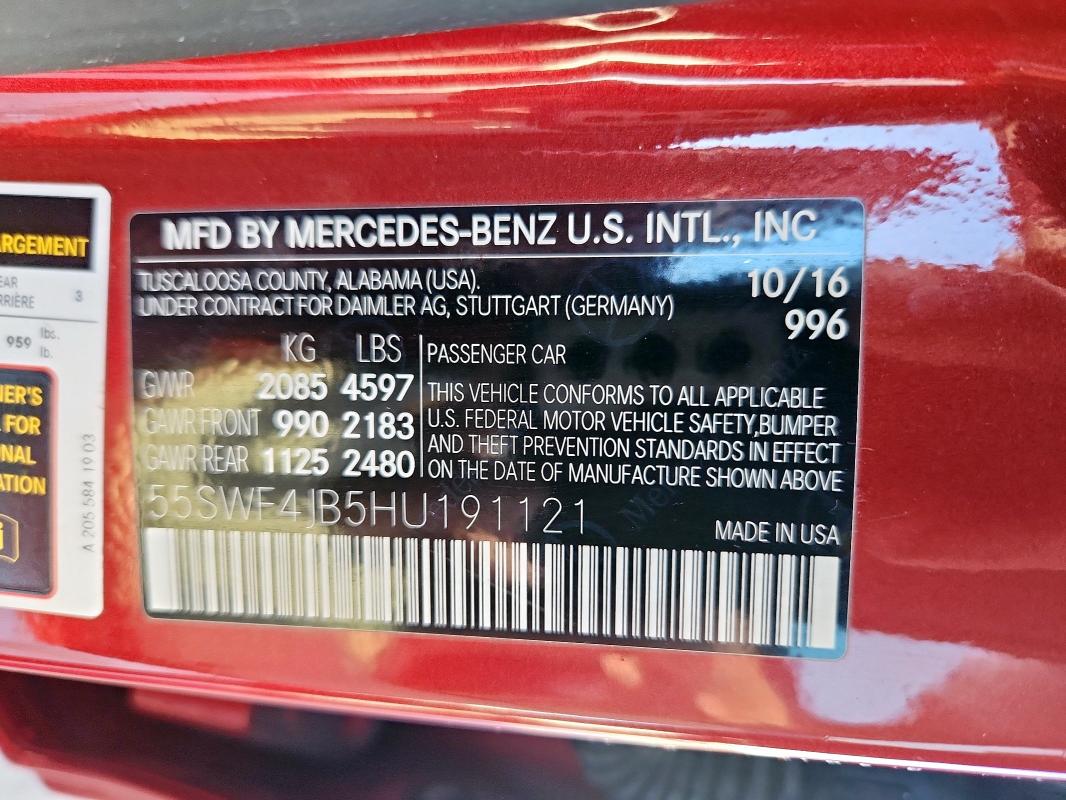 ARGEMENT
EAR
RRIÈRE 3
959 lbs.
lb.
NER'S
FOR
ONAL
ATION
A 205 584 19 03
MFD BY MERCEDES-BENZ U.S. INTL., INC
TUSCALOOSA COUNTY, ALABAMA (USA).
UNDER CONTRACT FOR DAIMLER AG, STUTTGART (GERMANY)
10/16
996
KG LBS
GVWR 2085 4597
GAWR FRONT 990 2183
GAWR REAR 1125 2480
PASSENGER CAR
THIS VEHICLE CONFORMS TO ALL APPLICABLE
U.S. FEDERAL MOTOR VEHICLE SAFETY,BUMPER
AND THEFT PREVENTION STANDARDS IN EFFECT
ON THE DATE OF MANUFACTURE SHOWN ABOVE
55SWF4JB5HU191121
MADE IN USA